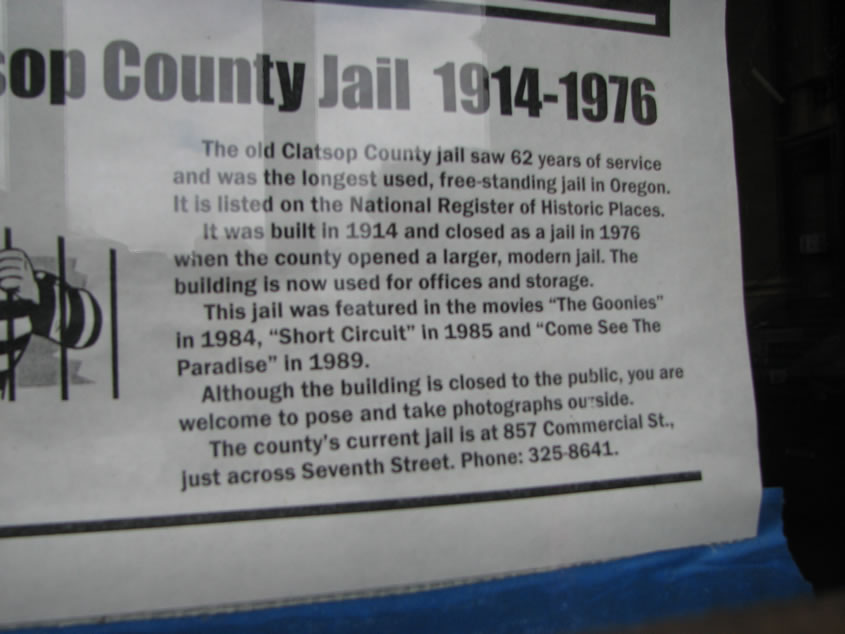 sop County Jail 1914-1976
The old Clatsop County jail saw 62 years of service
and was the longest used, free-standing jail in Oregon.
It is listed on the National Register of Historic Places.
It was built in 1914 and closed as a jail in 1976
when the county opened a larger, modern jail. The
building is now used for offices and storage.
This jail was featured in the movies “The Goonies”
in 1984, “Short Circuit” in 1985 and “Come See The
Paradise” in 1989.
Although the building is closed to the public, you are
welcome to pose and take photographs outside.
The county's current jail is at 857 Commercial St.,
just across Seventh Street. Phone: 325-8641.